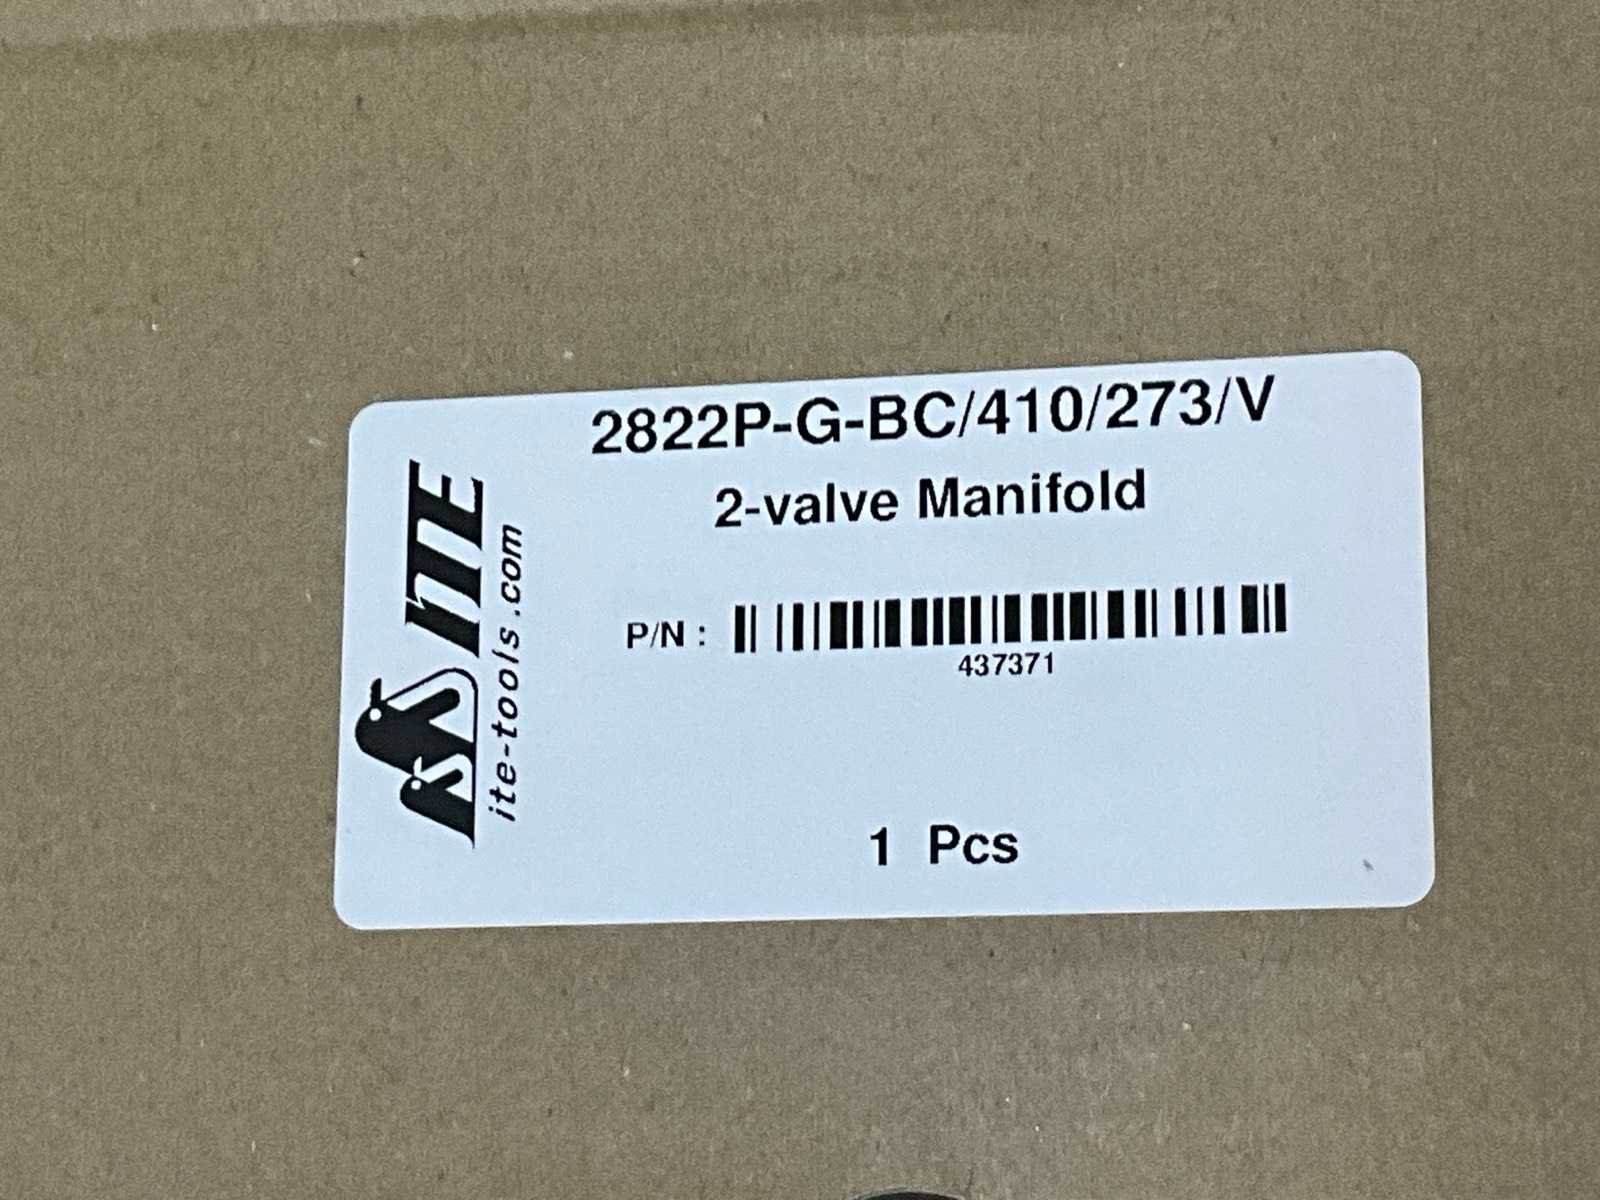 2822P-G-BC/410/273/V
2-valve Manifold
P/N :
437371
1 Pcs
ITE
ite-tools.com